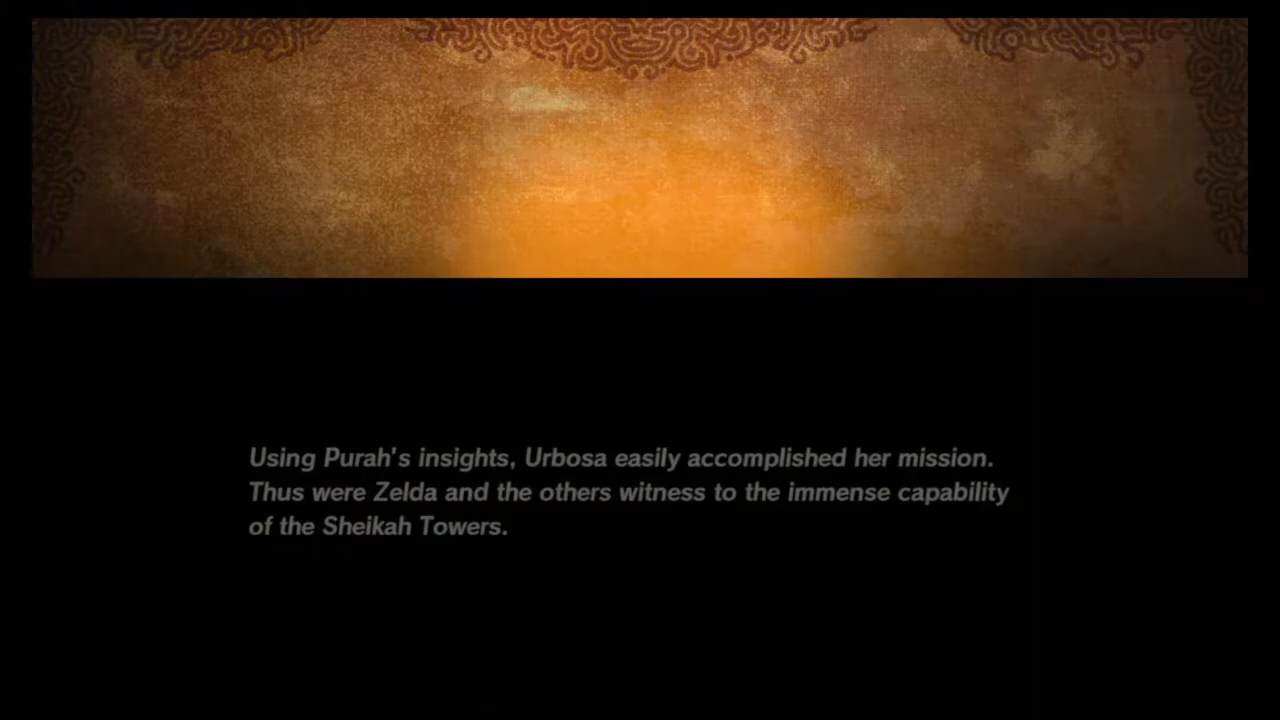 Using Purah's insights, Urbosa easily accomplished her mission.
Thus were Zelda and the others witness to the immense capability
of the Sheikah Towers.